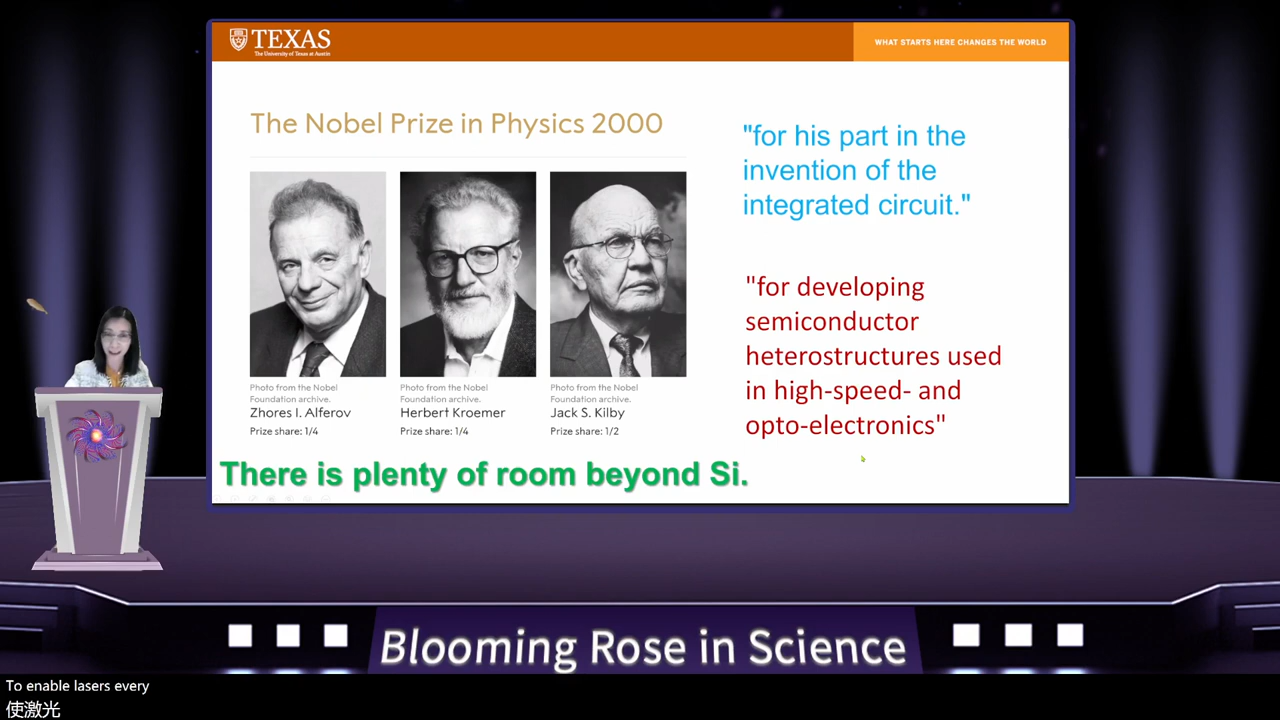 TEXAS
The University of Texas at Austin
WHAT STARTS HERE CHANGES THE WORLD
The Nobel Prize in Physics 2000
"for his part in the
invention of the
integrated circuit."
Photo from the Nobel
Foundation archive.
Zhores I. Alferov
Prize share: 1/4
Photo from the Nobel
Foundation archive.
Herbert Kroemer
Prize share: 1/4
Photo from the Nobel
Foundation archive.
Jack S. Kilby
Prize share: 1/2
"for developing
semiconductor
heterostructures used
in high-speed- and
opto-electronics"
There is plenty of room beyond Si.
Blooming Rose in Science
To enable lasers every
使激光